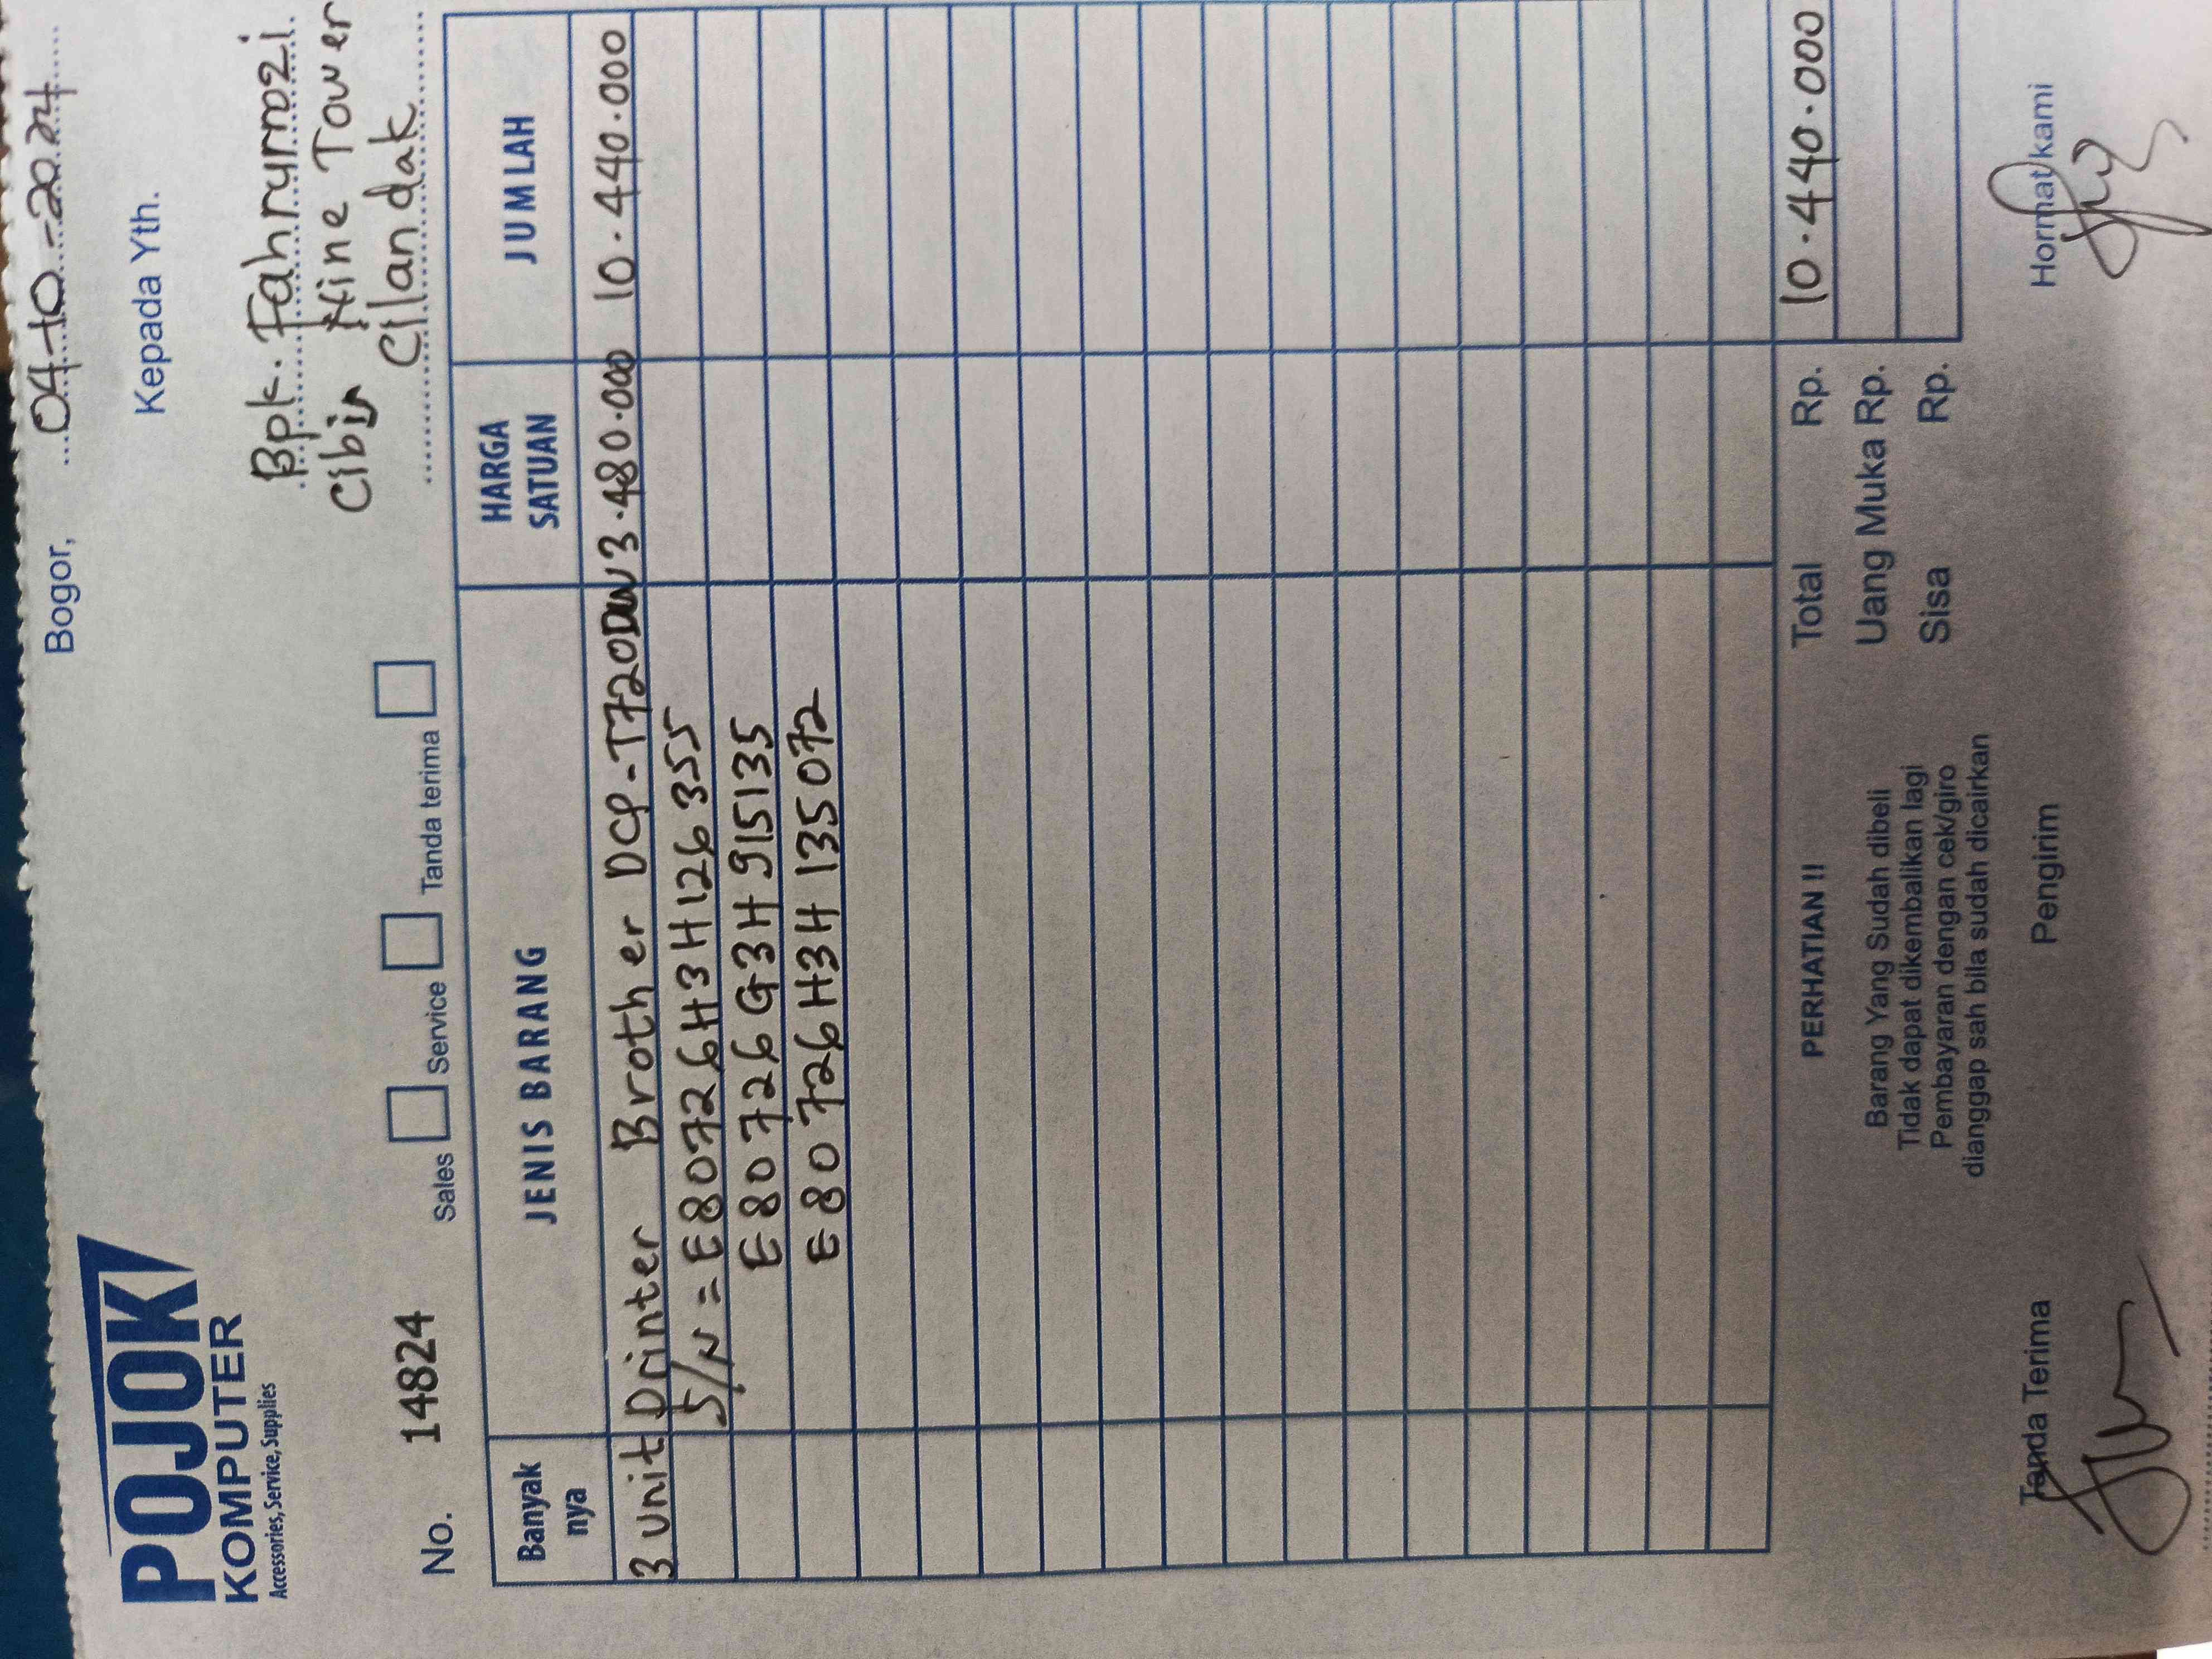 POJOK
KOMPUTER
Accessories, Service, Supplies
Bogor, 04-10-2024
Kepada Yth.
Bpk. Fahrurrozi
Cibis Nine Tower
Cilandak
No. 14824
Sales Service Tanda terima
Banyak nya JENIS BARANG HARGA SATUAN JUMLAH
3 Unit Printer Brother DCP-T720DW 3.480.000 10.440.000
S/N = E80726H3H126355
E80726G3H915135
E80726H3H135072
PERHATIAN !!
Barang Yang Sudah dibeli
Tidak dapat dikembalikan lagi
Pembayaran dengan cek/giro
dianggap sah bila sudah dicairkan
Total Rp. 10.440.000
Uang Muka Rp.
Sisa Rp.
Tanda Terima Pengirim Hormat kami